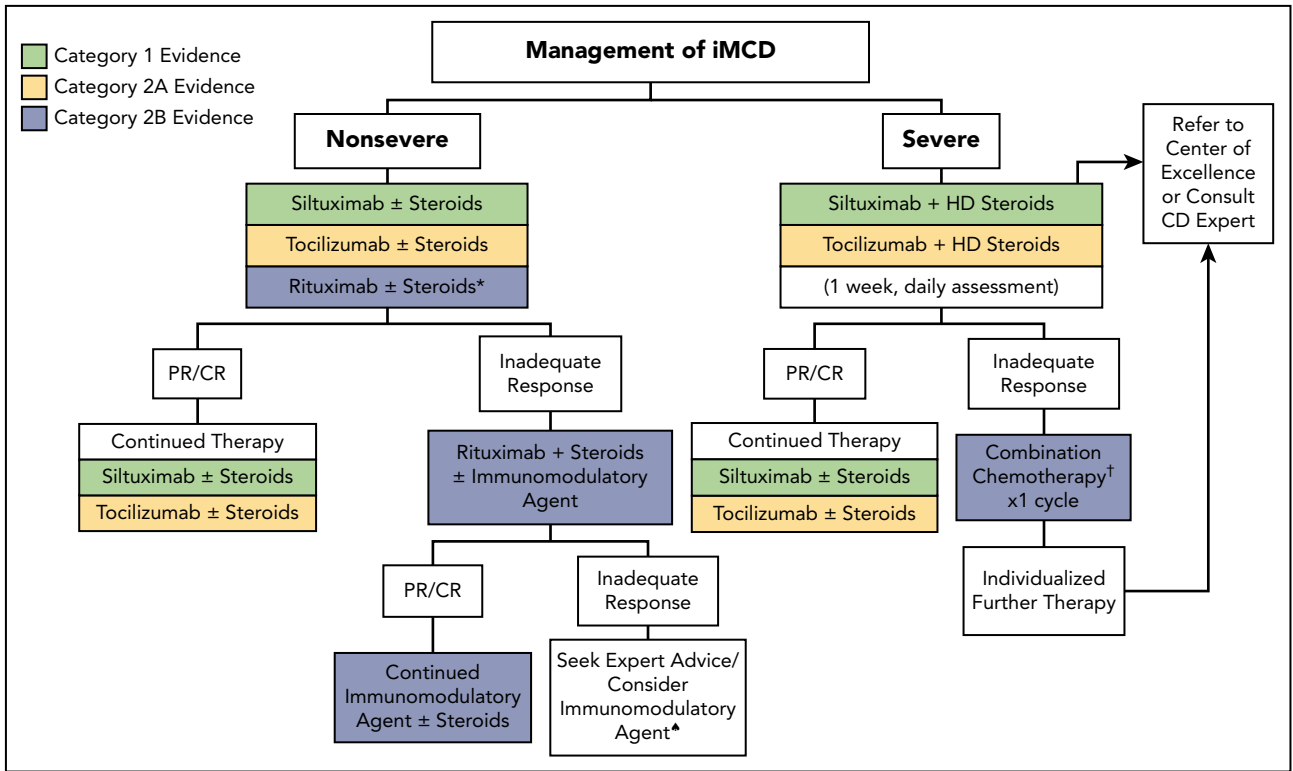 Management of iMCD
Category 1 Evidence
Category 2A Evidence
Category 2B Evidence
Nonsevere
Severe
Refer to
Center of
Excellence
or Consult
CD Expert
Siltuximab ± Steroids
Tocilizumab ± Steroids
Rituximab ± Steroids*
Siltuximab + HD Steroids
Tocilizumab + HD Steroids
(1 week, daily assessment)
PR/CR
Inadequate
Response
PR/CR
Inadequate
Response
Continued Therapy
Siltuximab ± Steroids
Tocilizumab ± Steroids
Rituximab + Steroids
± Immunomodulatory
Agent
Continued Therapy
Siltuximab ± Steroids
Tocilizumab ± Steroids
Combination
Chemotherapy†
x1 cycle
PR/CR
Inadequate
Response
Individualized
Further Therapy
Continued
Immunomodulatory
Agent ± Steroids
Seek Expert Advice/
Consider
Immunomodulatory
Agent♠